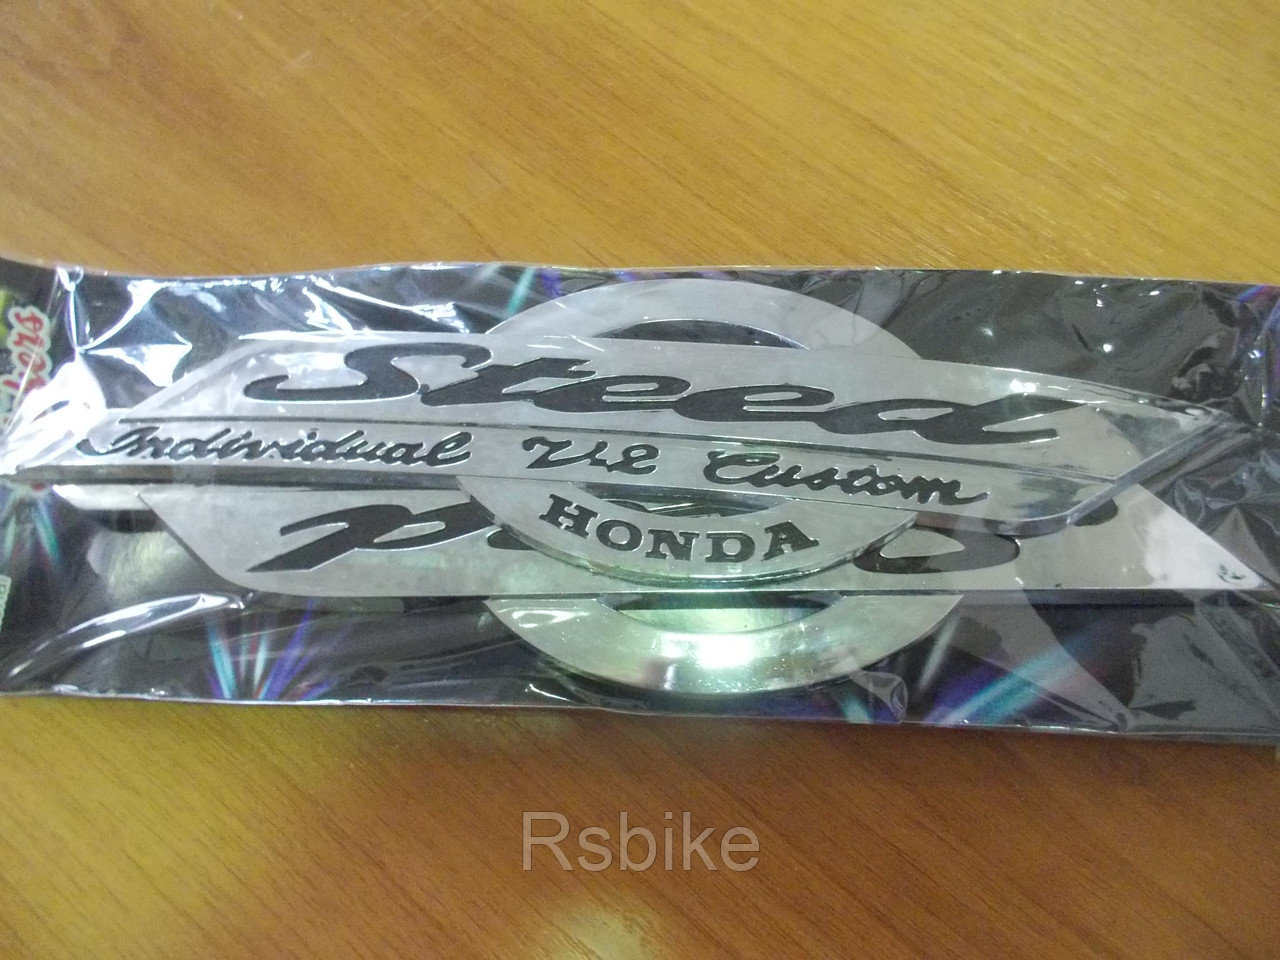 Steed
Individual V2 Custom
HONDA
Rsbike